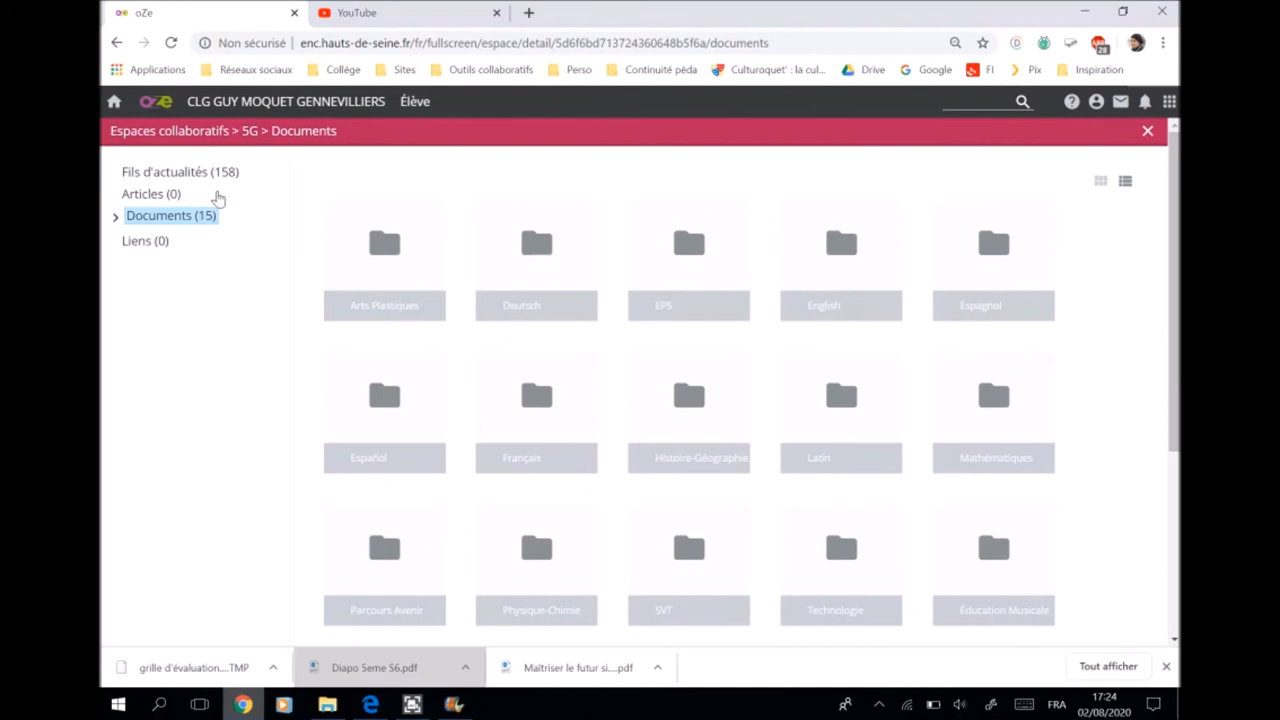 oZe
YouTube
Non sécurisé
enc.hauts-de-seine.fr/fr/fullscreen/espace/detail/5d6f6bd713724360648b5f6a/documents
28
Applications
Réseaux sociaux
Collège
Sites
Outils collaboratifs
Perso
Continuité péda
Culturoquet' : la cul...
Drive
Google
FI
Pix
Inspiration
oZe
CLG GUY MOQUET GENNEVILLIERS
Élève
Espaces collaboratifs > 5G > Documents
Fils d'actualités (158)
Articles (0)
Documents (15)
Liens (0)
Arts Plastiques
Deutsch
EPS
English
Espagnol
Español
Français
Histoire-Géographie
Latin
Mathématiques
Parcours Avenir
Physique-Chimie
SVT
Technologie
Éducation Musicale
grille d'évaluation....TMP
Diapo 5eme S6.pdf
Maîtriser le futur si....pdf
Tout afficher
FRA
17:24
02/08/2020